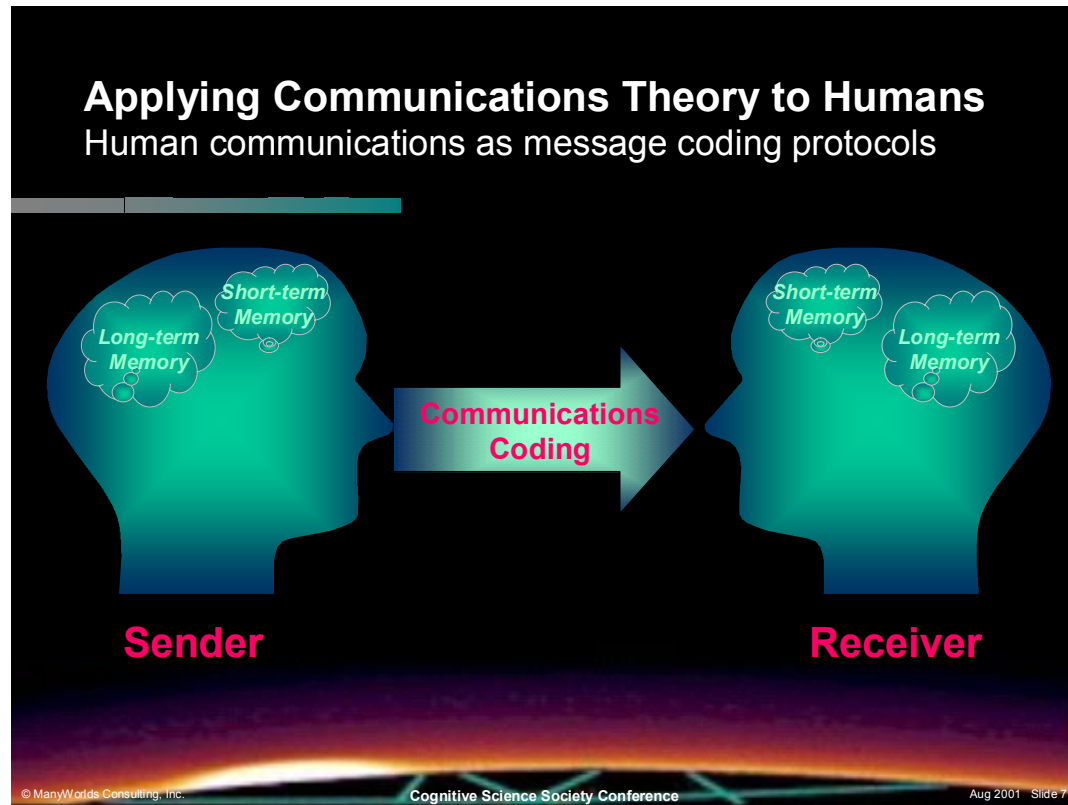 Applying Communications Theory to Humans
Human communications as message coding protocols
Short-term
Memory
Long-term
Memory
Communications
Coding
Short-term
Memory
Long-term
Memory
Sender
Receiver
© ManyWorlds Consulting, Inc.
Cognitive Science Society Conference
Aug 2001 Slide 7